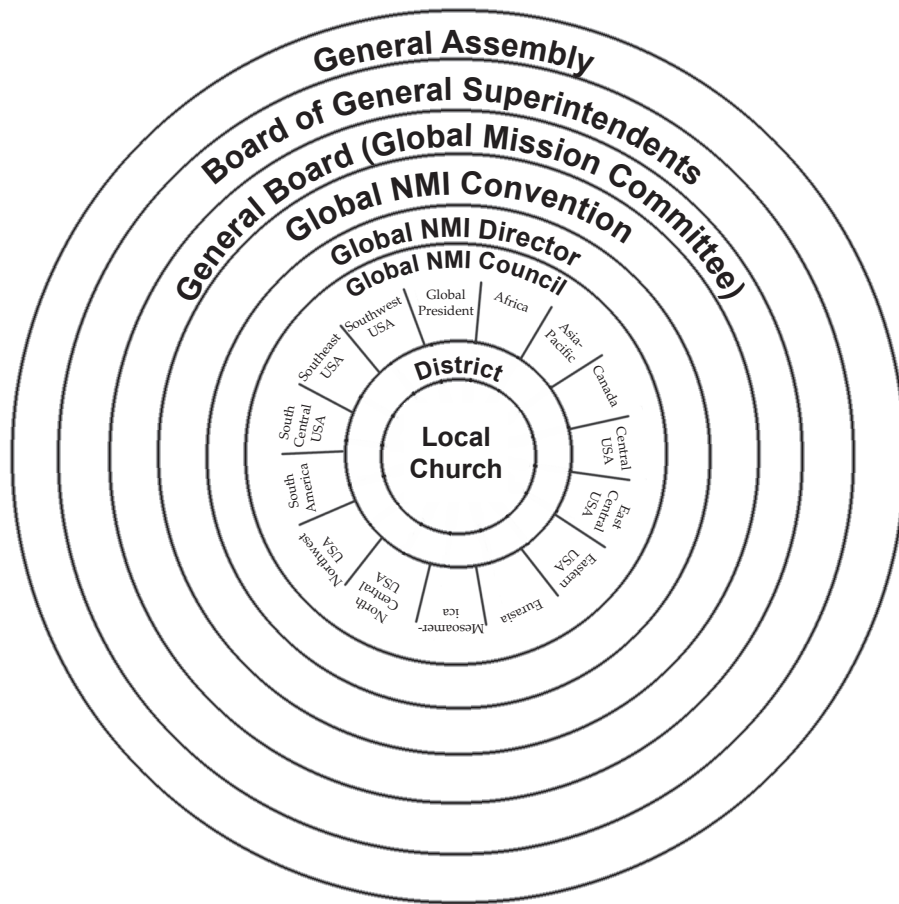 General Assembly
Board of General Superintendents
General Board (Global Mission Committee)
Global NMI Convention
Global NMI Director
Global NMI Council
Global
President
Africa
Asia-
Pacific
Canada
Central
USA
East
Central
USA
Eastern
USA
Eurasia
Mesoamer-
ica
North
Central
USA
Northwest
USA
South
America
South
Central
USA
Southeast
USA
Southwest
USA
District
Local
Church